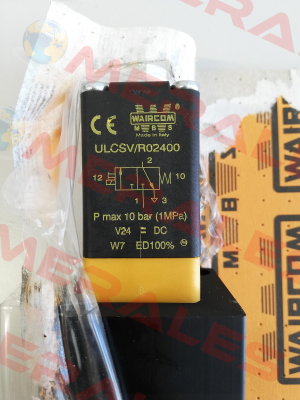 WAIRCOM
M B S
Made in Italy
CE
ULCSV/R02400
2
12
10
1
3
P max 10 bar (1MPa)
V24 = DC
W7 ED100%
WAIRCOM
M B S
MERALES